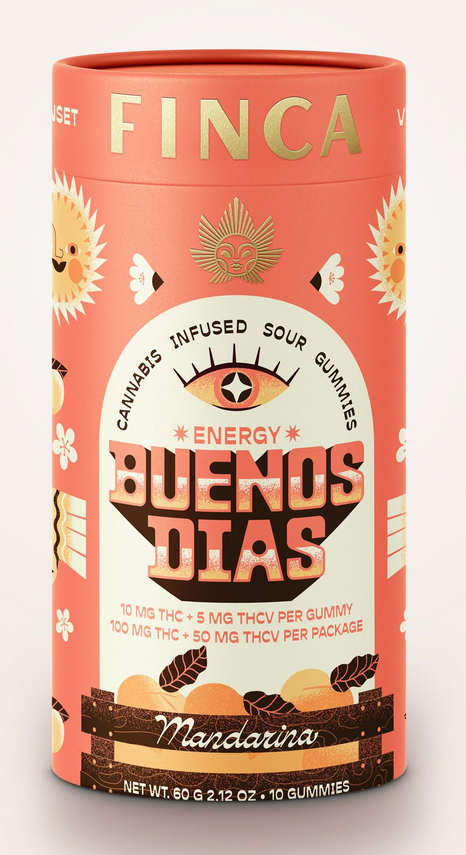 FINCA
CANNABIS INFUSED SOUR GUMMIES
ENERGY
BUENOS
DIAS
10 MG THC + 5 MG THCV PER GUMMY
100 MG THC + 50 MG THCV PER PACKAGE
Mandarina
NET WT. 60 G 2.12 OZ • 10 GUMMIES